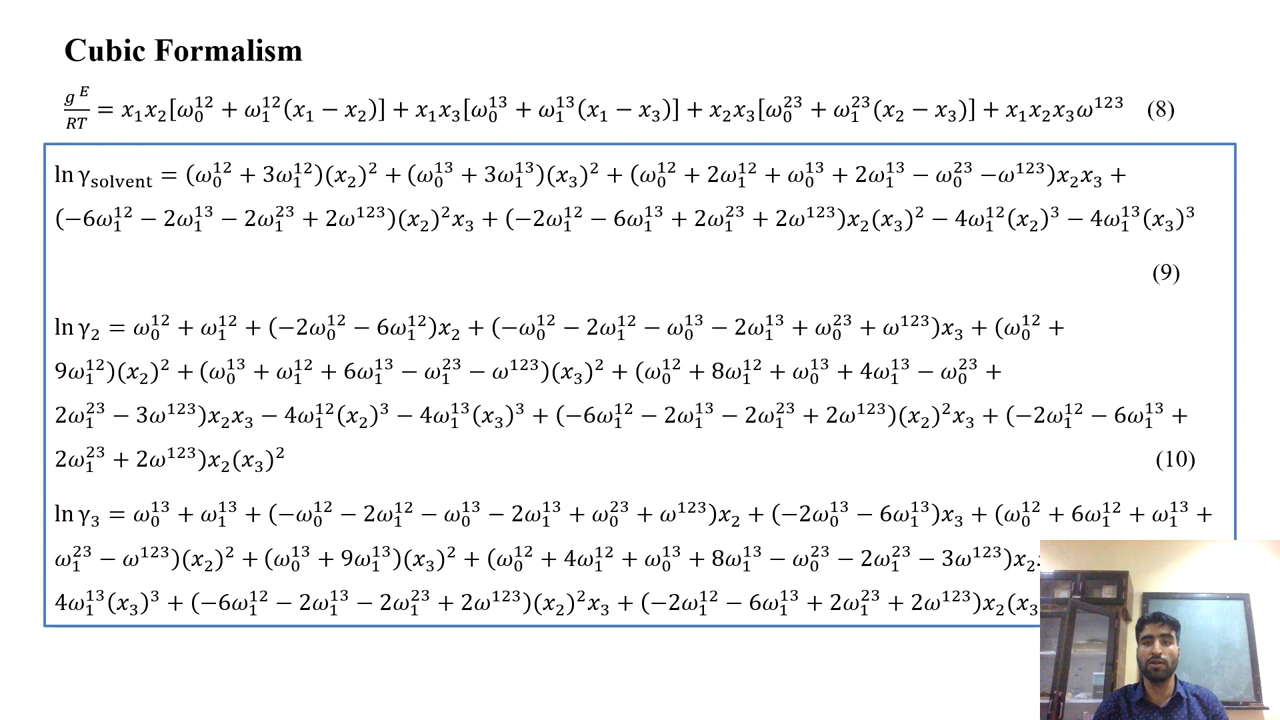 Cubic Formalism
g^E/RT = x₁x₂[ω₀¹² + ω₁¹²(x₁ − x₂)] + x₁x₃[ω₀¹³ + ω₁¹³(x₁ − x₃)] + x₂x₃[ω₀²³ + ω₁²³(x₂ − x₃)] + x₁x₂x₃ω¹²³ (8)
ln γ_solvent = (ω₀¹² + 3ω₁¹²)(x₂)² + (ω₀¹³ + 3ω₁¹³)(x₃)² + (ω₀¹² + 2ω₁¹² + ω₀¹³ + 2ω₁¹³ − ω₀²³ −ω¹²³)x₂x₃ +
(−6ω₁¹² − 2ω₁¹³ − 2ω₁²³ + 2ω¹²³)(x₂)²x₃ + (−2ω₁¹² − 6ω₁¹³ + 2ω₁²³ + 2ω¹²³)x₂(x₃)² − 4ω₁¹²(x₂)³ − 4ω₁¹³(x₃)³
(9)
ln γ₂ = ω₀¹² + ω₁¹² + (−2ω₀¹² − 6ω₁¹²)x₂ + (−ω₀¹² − 2ω₁¹² − ω₀¹³ − 2ω₁¹³ + ω₀²³ + ω¹²³)x₃ + (ω₀¹² +
9ω₁¹²)(x₂)² + (ω₀¹³ + ω₁¹² + 6ω₁¹³ − ω₁²³ − ω¹²³)(x₃)² + (ω₀¹² + 8ω₁¹² + ω₀¹³ + 4ω₁¹³ − ω₀²³ +
2ω₁²³ − 3ω¹²³)x₂x₃ − 4ω₁¹²(x₂)³ − 4ω₁¹³(x₃)³ + (−6ω₁¹² − 2ω₁¹³ − 2ω₁²³ + 2ω¹²³)(x₂)²x₃ + (−2ω₁¹² − 6ω₁¹³ +
2ω₁²³ + 2ω¹²³)x₂(x₃)² (10)
ln γ₃ = ω₀¹³ + ω₁¹³ + (−ω₀¹² − 2ω₁¹² − ω₀¹³ − 2ω₁¹³ + ω₀²³ + ω¹²³)x₂ + (−2ω₀¹³ − 6ω₁¹³)x₃ + (ω₀¹² + 6ω₁¹² + ω₁¹³ +
ω₁²³ − ω¹²³)(x₂)² + (ω₀¹³ + 9ω₁¹³)(x₃)² + (ω₀¹² + 4ω₁¹² + ω₀¹³ + 8ω₁¹³ − ω₀²³ − 2ω₁²³ − 3ω¹²³)x₂
4ω₁¹³(x₃)³ + (−6ω₁¹² − 2ω₁¹³ − 2ω₁²³ + 2ω¹²³)(x₂)²x₃ + (−2ω₁¹² − 6ω₁¹³ + 2ω₁²³ + 2ω¹²³)x₂(x₃